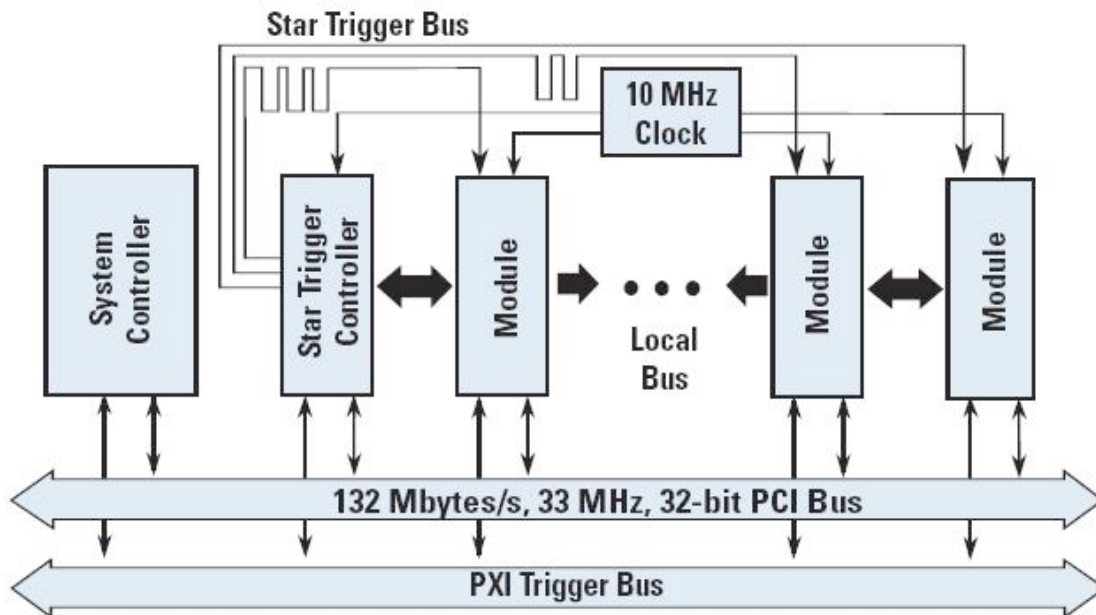 Star Trigger Bus
10 MHz
Clock
System
Controller
Star Trigger
Controller
Module
Local
Bus
Module
Module
132 Mbytes/s, 33 MHz, 32-bit PCI Bus
PXI Trigger Bus